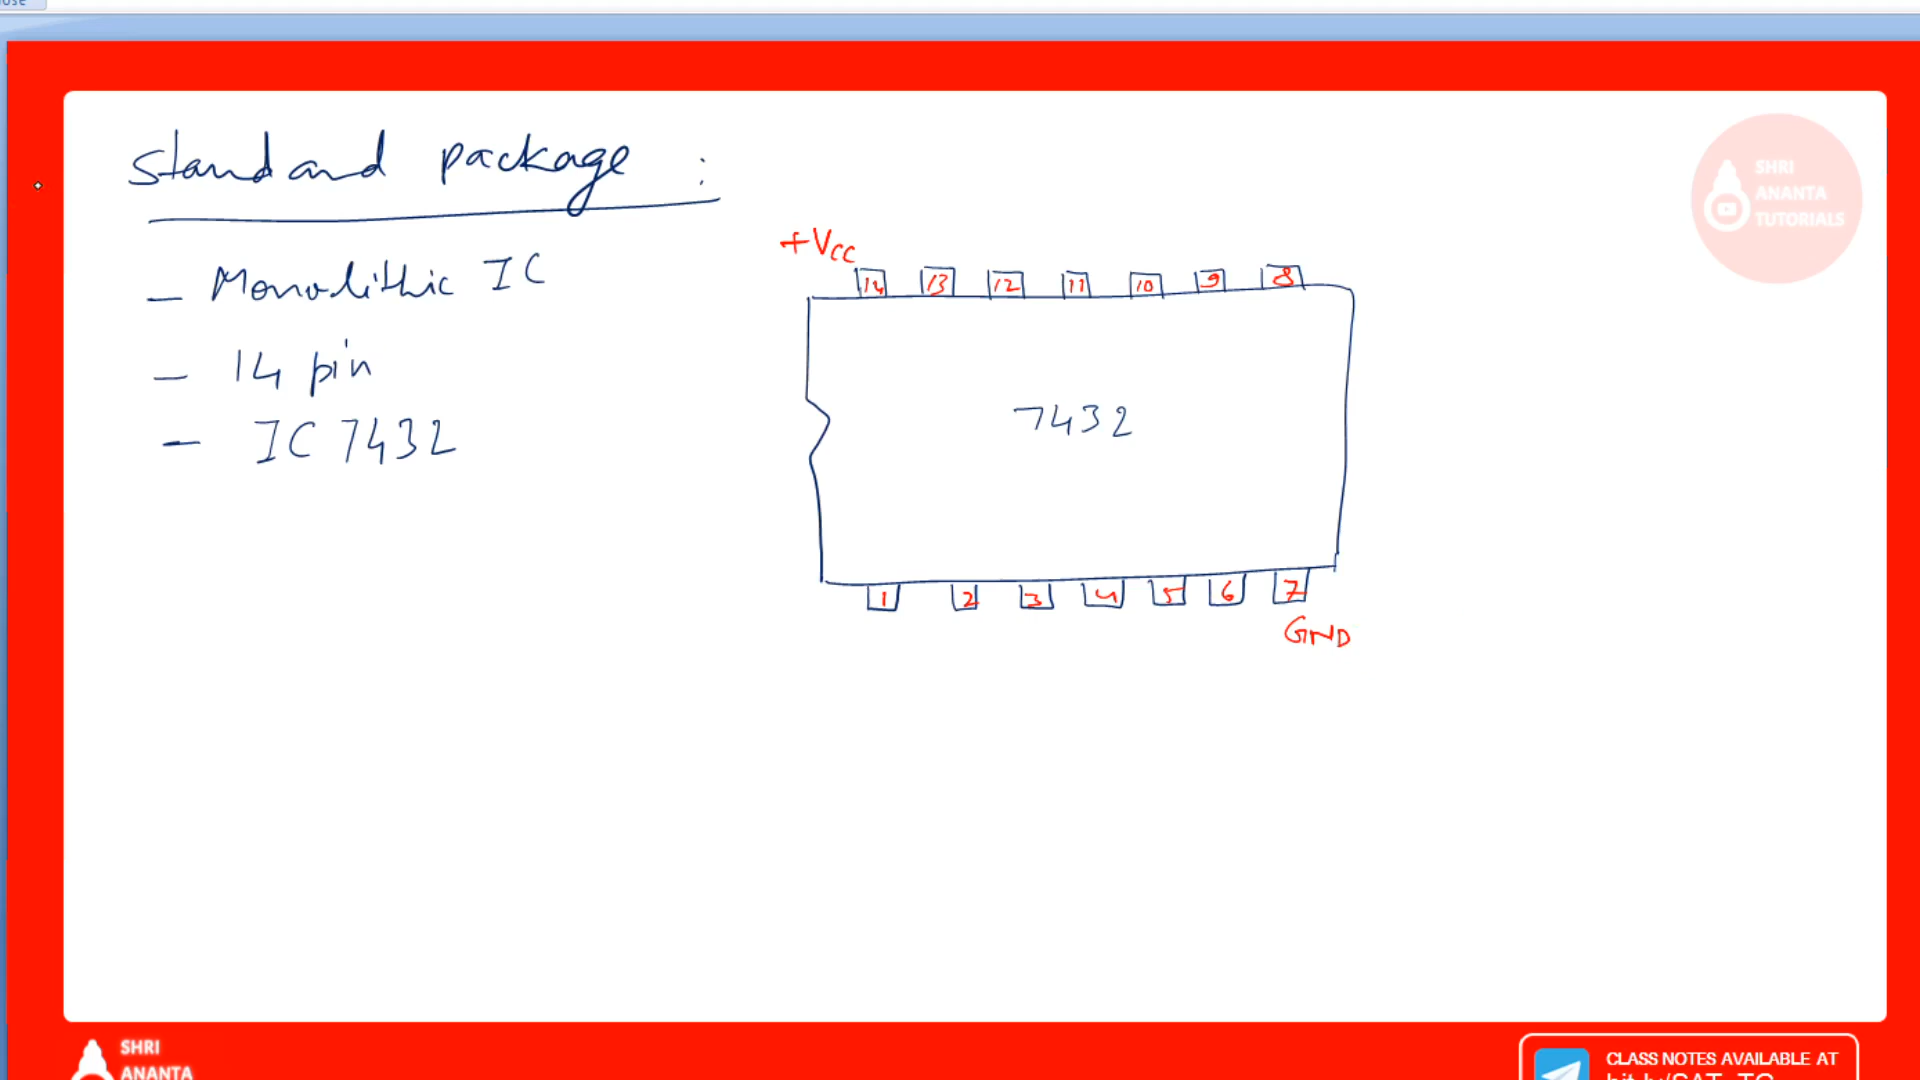 Standard package :
SHRI
ANANTA
TUTORIALS
– Monolithic IC
– 14 pin
– IC 7432
+VCC
14 13 12 11 10 9 8
7432
1 2 3 4 5 6 7
GND
SHRI
ANANTA
CLASS NOTES AVAILABLE AT